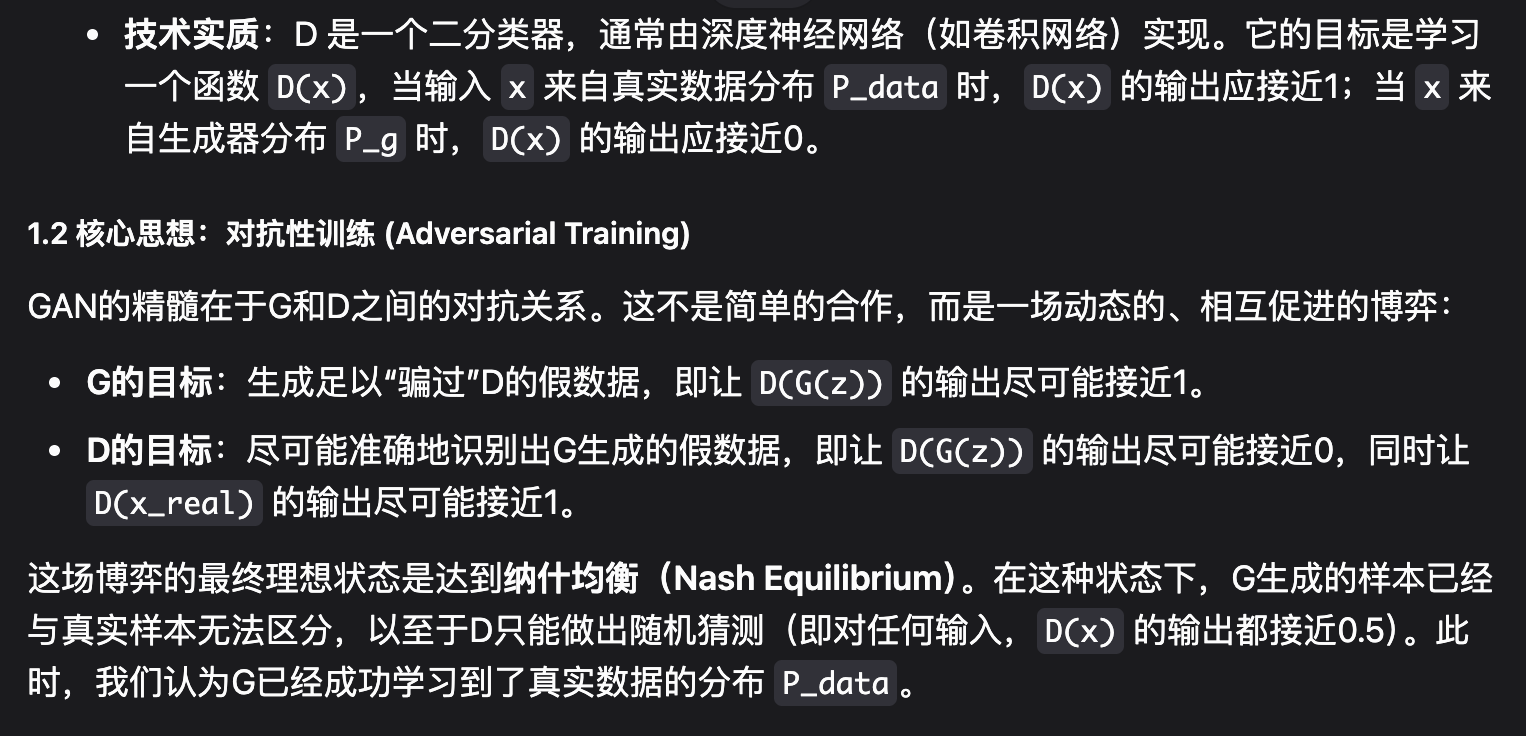 • 技术实质：D 是一个二分类器，通常由深度神经网络（如卷积网络）实现。它的目标是学习
一个函数 D(x)，当输入 x 来自真实数据分布 P_data 时，D(x) 的输出应接近1；当 x 来
自生成器分布 P_g 时，D(x) 的输出应接近0。
1.2 核心思想：对抗性训练 (Adversarial Training)
GAN的精髓在于G和D之间的对抗关系。这不是简单的合作，而是一场动态的、相互促进的博弈：
• G的目标：生成足以“骗过”D的假数据，即让 D(G(z)) 的输出尽可能接近1。
• D的目标：尽可能准确地识别出G生成的假数据，即让 D(G(z)) 的输出尽可能接近0，同时让
D(x_real) 的输出尽可能接近1。
这场博弈的最终理想状态是达到纳什均衡（Nash Equilibrium）。在这种状态下，G生成的样本已经
与真实样本无法区分，以至于D只能做出随机猜测（即对任何输入，D(x) 的输出都接近0.5）。此
时，我们认为G已经成功学习到了真实数据的分布 P_data。